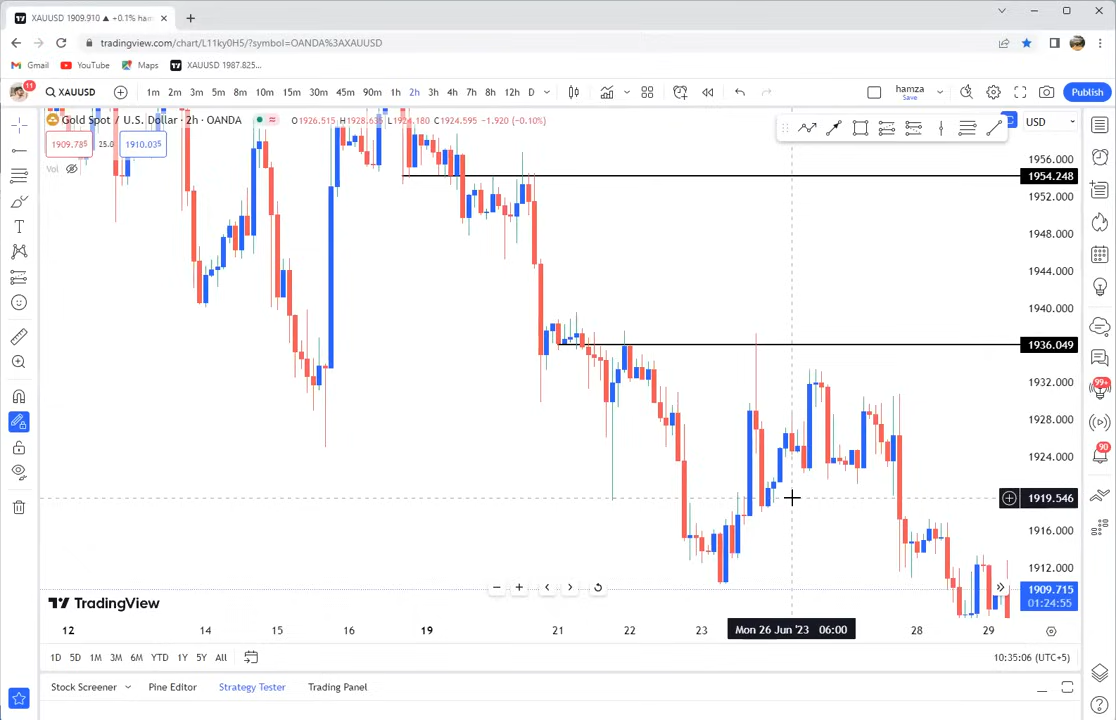 XAUUSD 1909.910 ▲ +0.1% ham
tradingview.com/chart/L11ky0H5/?symbol=OANDA%3AXAUUSD
Gmail YouTube Maps XAUUSD 1987.825...
11 XAUUSD 1m 2m 3m 5m 8m 10m 15m 30m 45m 90m 1h 2h 3h 4h 7h 8h 12h D hamza Save Publish
Gold Spot / U.S. Dollar · 2h · OANDA O1926.515 H1928.635 L1924.180 C1924.595 −1.920 (−0.10%) USD
1909.785 25.0 1910.035
Vol
1956.000
1954.248
1952.000
1948.000
1944.000
1940.000
1936.049
1932.000
1928.000
1924.000
1919.546
1916.000
1912.000
1909.715
01:24:55
99+
90
TradingView
12 14 15 16 19 21 22 23 Mon 26 Jun '23 06:00 28 29
1D 5D 1M 3M 6M YTD 1Y 5Y All 10:35:06 (UTC+5)
Stock Screener Pine Editor Strategy Tester Trading Panel